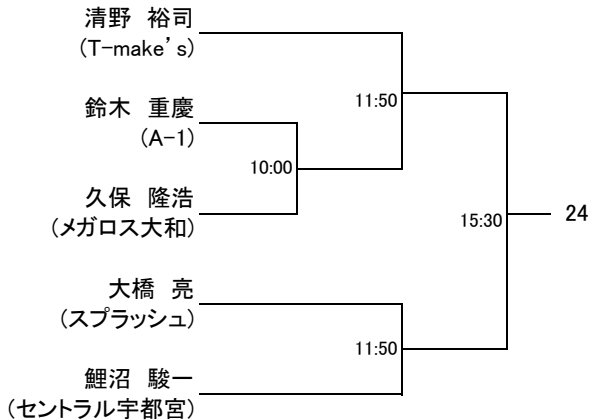 清野 裕司
(T-make's)
11:50
鈴木 重慶
(A-1)
10:00
久保 隆浩
(メガロス大和)
15:30
24
大橋 亮
(スプラッシュ)
11:50
鯉沼 駿一
(セントラル宇都宮)